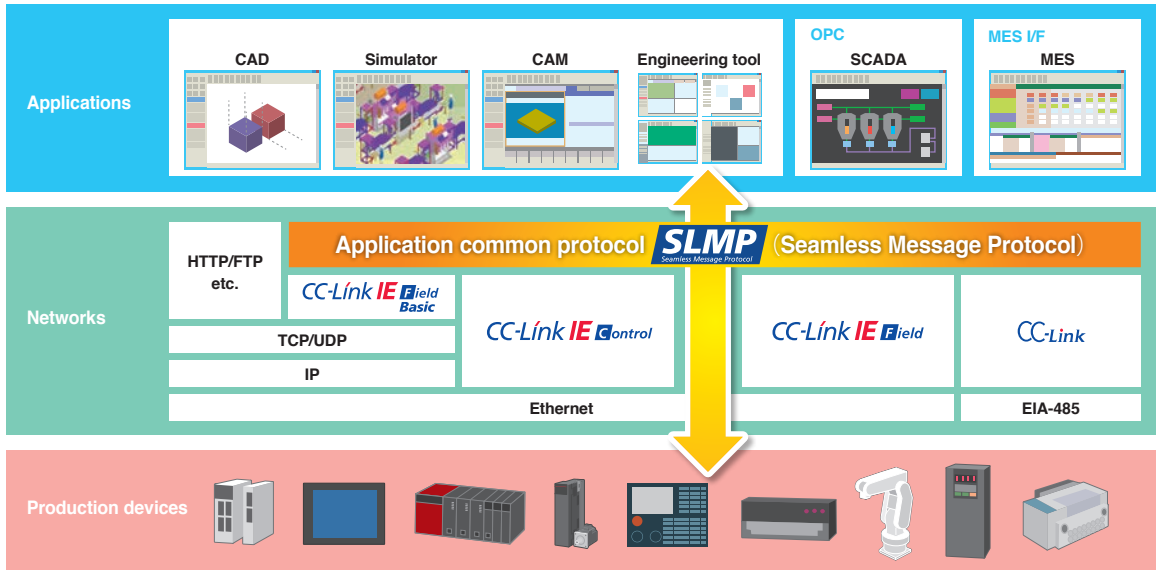 Applications
CAD
Simulator
CAM
Engineering tool
OPC
SCADA
MES I/F
MES
Networks
HTTP/FTP
etc.
Application common protocol SLMP (Seamless Message Protocol)
Seamless Message Protocol
CC-Link IE Field
Basic
CC-Link IE Control
CC-Link IE Field
CC-Link
TCP/UDP
IP
Ethernet
EIA-485
Production devices